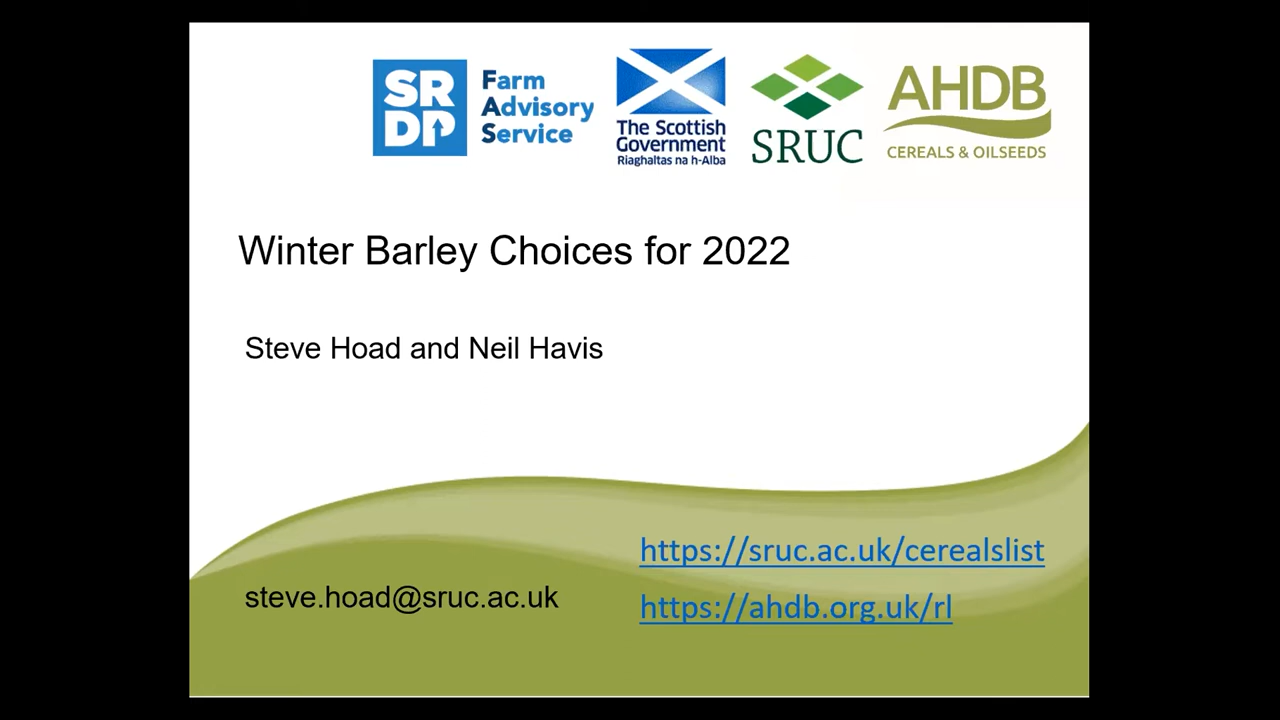 SR
DP
Farm
Advisory
Service
The Scottish
Government
Riaghaltas na h-Alba
SRUC
AHDB
CEREALS & OILSEEDS
Winter Barley Choices for 2022
Steve Hoad and Neil Havis
https://sruc.ac.uk/cerealslist
steve.hoad@sruc.ac.uk
https://ahdb.org.uk/rl